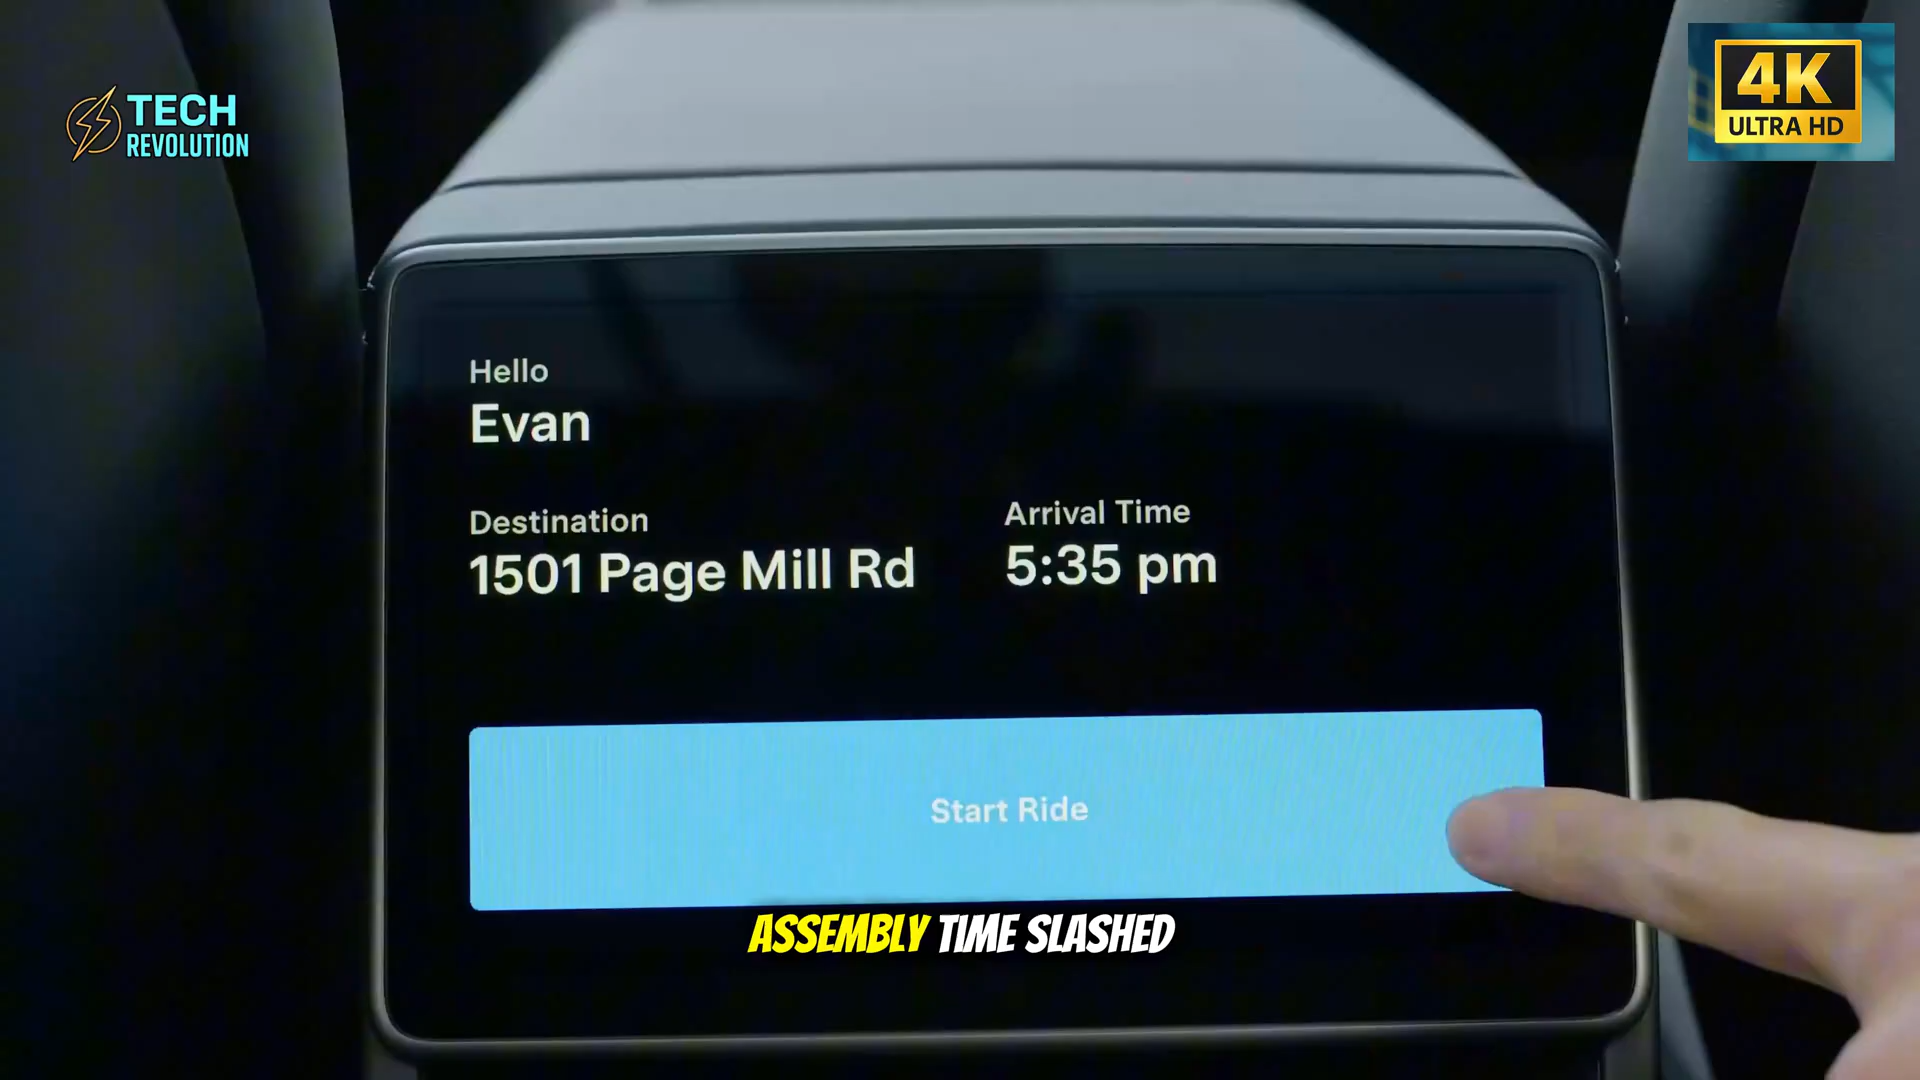 TECH
REVOLUTION
4K
ULTRA HD
Hello
Evan
Destination
1501 Page Mill Rd
Arrival Time
5:35 pm
Start Ride
ASSEMBLY TIME SLASHED